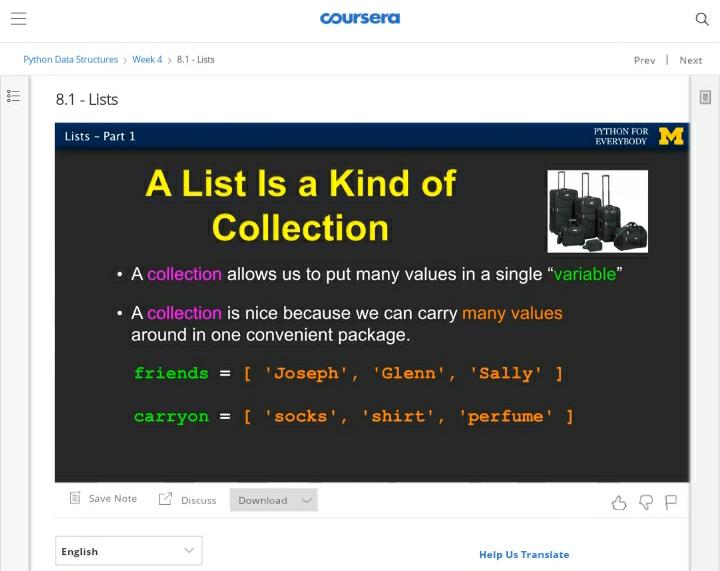 coursera
Python Data Structures > Week 4 > 8.1 - Lists
Prev | Next
8.1 - Lists
Lists – Part 1
PYTHON FOR
EVERYBODY
M
A List Is a Kind of
Collection
• A collection allows us to put many values in a single “variable”
• A collection is nice because we can carry many values
around in one convenient package.
friends = [ 'Joseph', 'Glenn', 'Sally' ]
carryon = [ 'socks', 'shirt', 'perfume' ]
Save Note Discuss Download
English
Help Us Translate